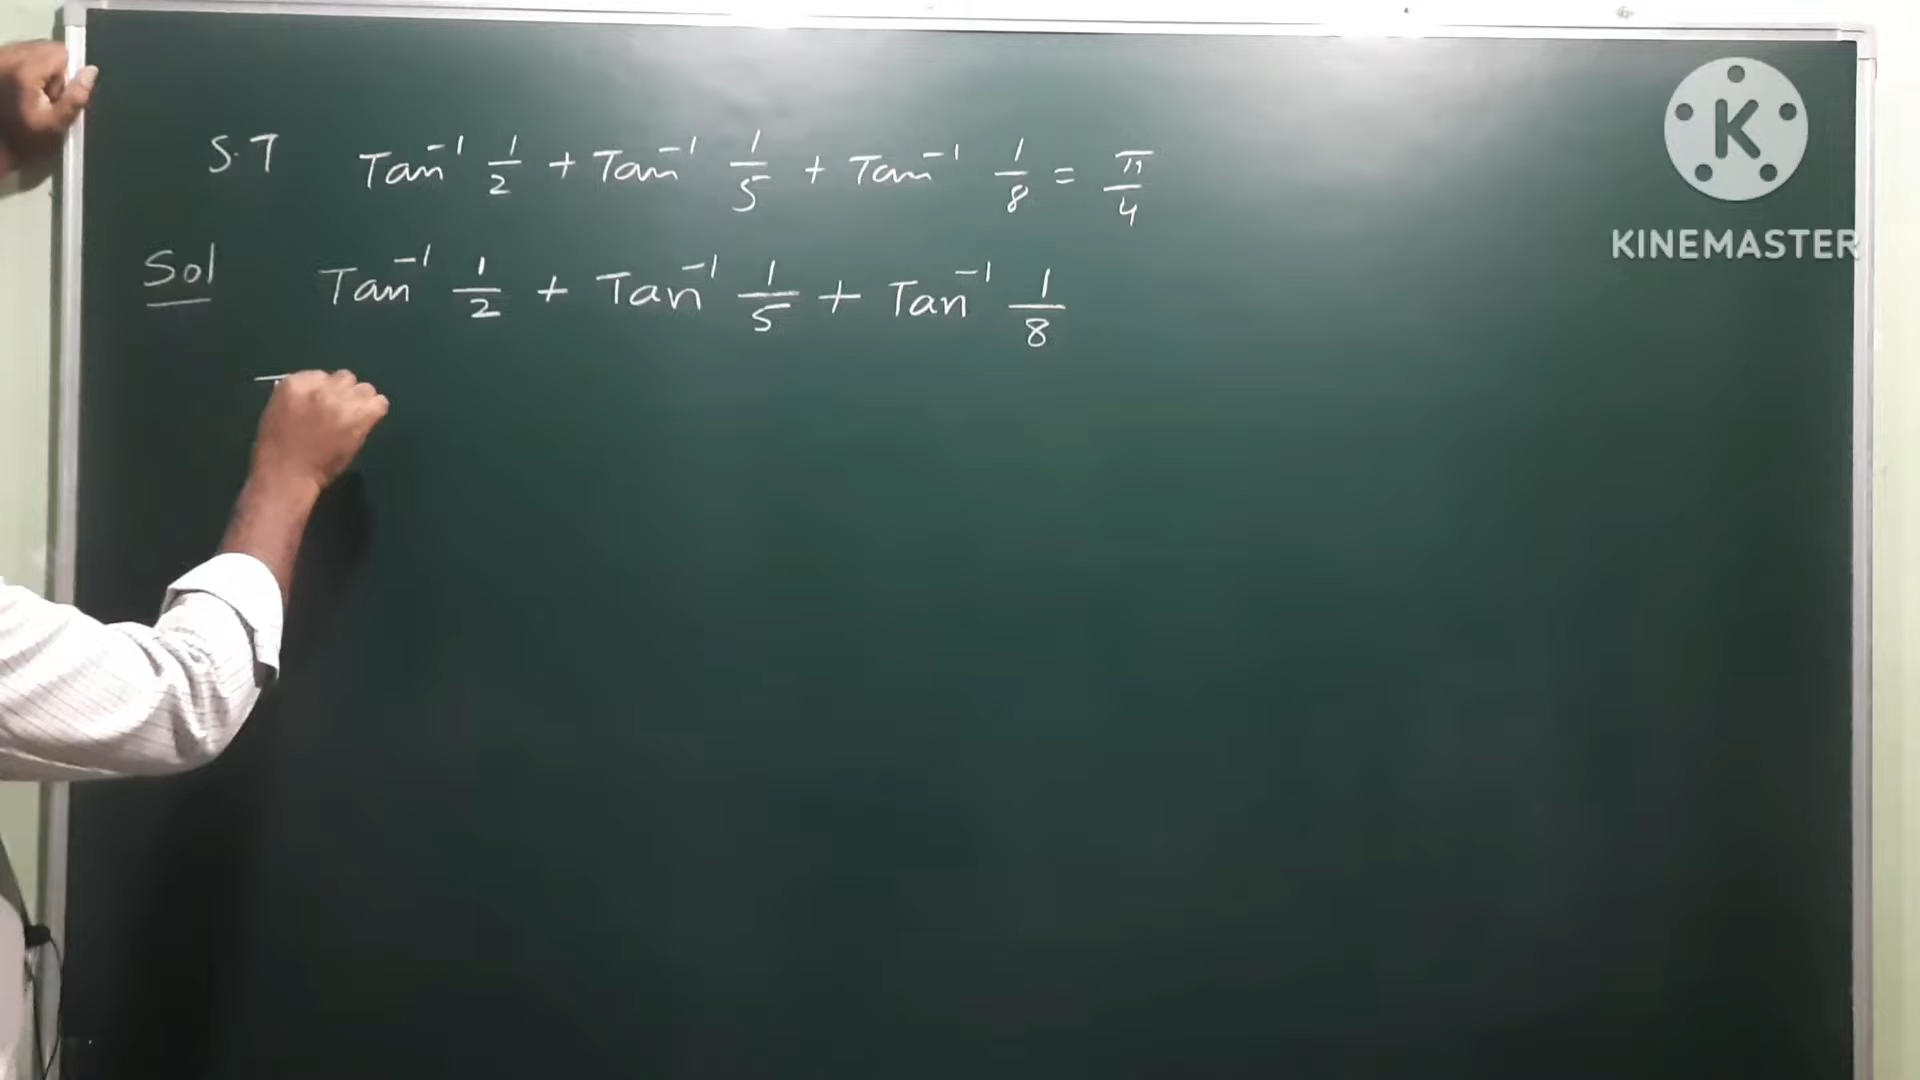 S.T Tan⁻¹ 1/2 + Tan⁻¹ 1/5 + Tan⁻¹ 1/8 = π/4
Sol Tan⁻¹ 1/2 + Tan⁻¹ 1/5 + Tan⁻¹ 1/8
K
KINEMASTER